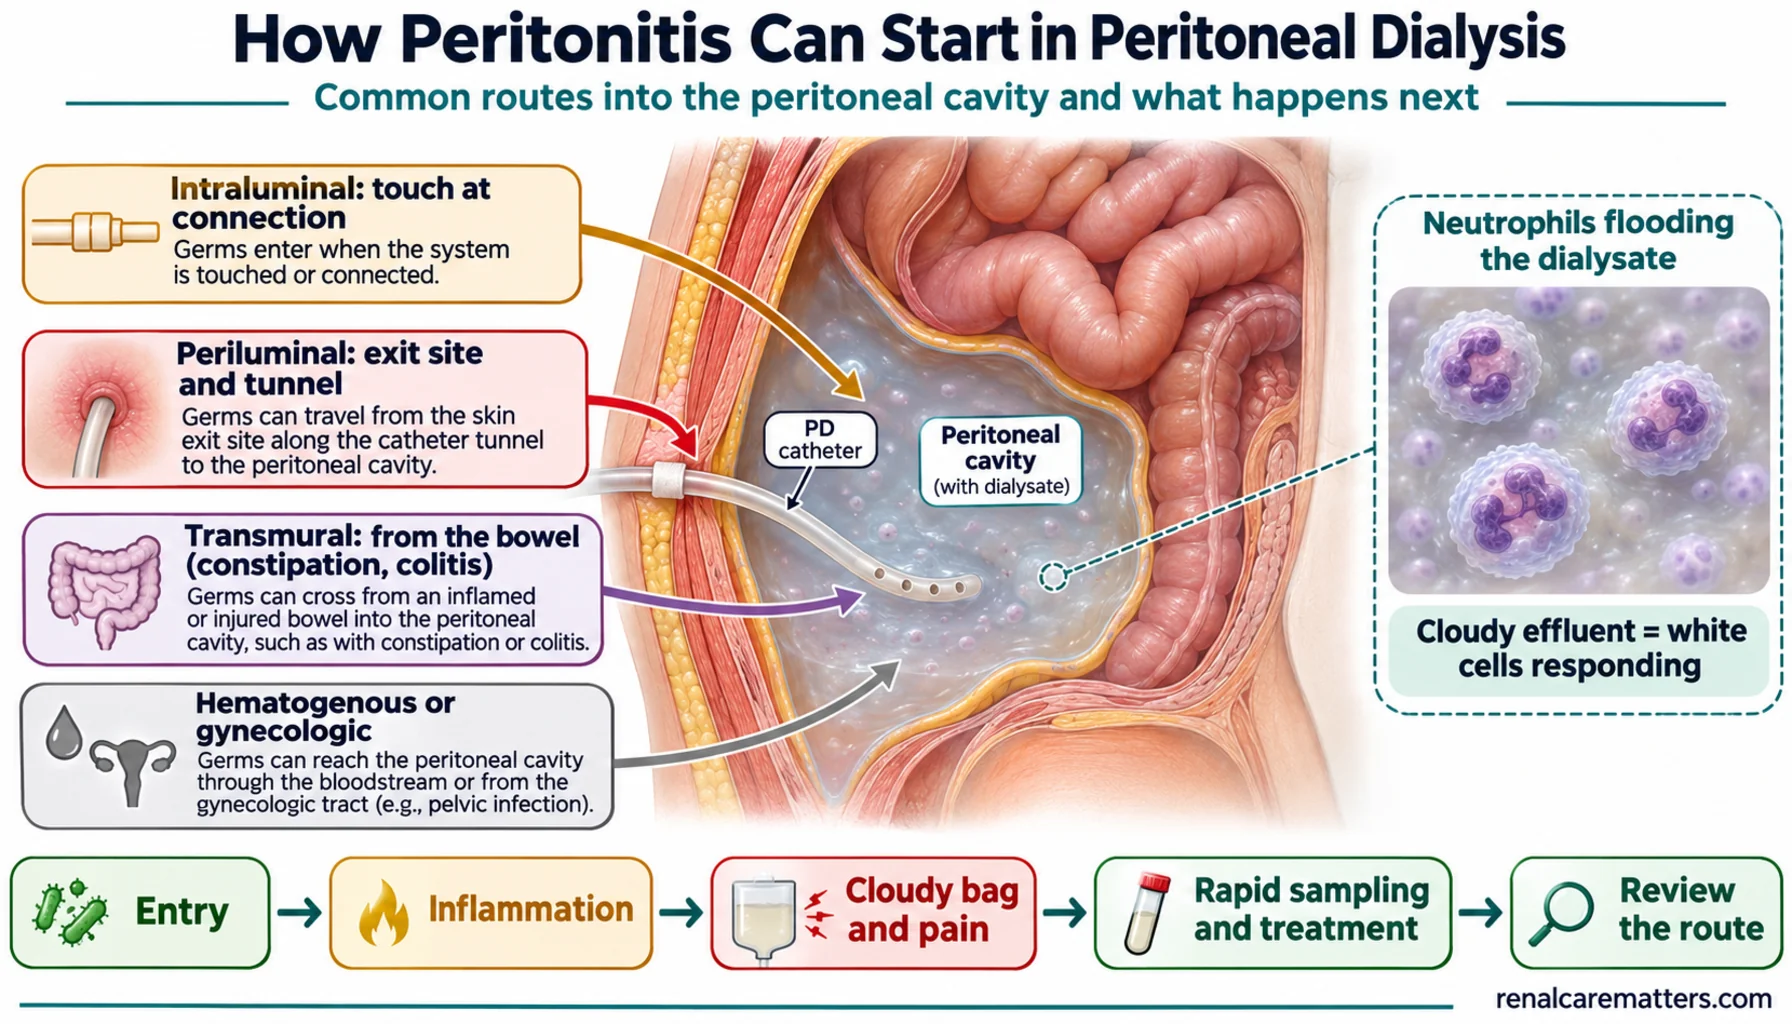 How Peritonitis Can Start in Peritoneal Dialysis
Common routes into the peritoneal cavity and what happens next
Intraluminal: touch at
connection
Germs enter when the system
is touched or connected.
Periluminal: exit site
and tunnel
Germs can travel from the skin
exit site along the catheter tunnel
to the peritoneal cavity.
Transmural: from the bowel
(constipation, colitis)
Germs can cross from an inflamed
or injured bowel into the peritoneal
cavity, such as with constipation or colitis.
Hematogenous or
gynecologic
Germs can reach the peritoneal cavity
through the bloodstream or from the
gynecologic tract (e.g., pelvic infection).
PD
catheter
Peritoneal
cavity
(with dialysate)
Neutrophils flooding
the dialysate
Cloudy effluent = white
cells responding
Entry
Inflammation
Cloudy bag
and pain
Rapid sampling
and treatment
Review
the route
renalcarematters.com